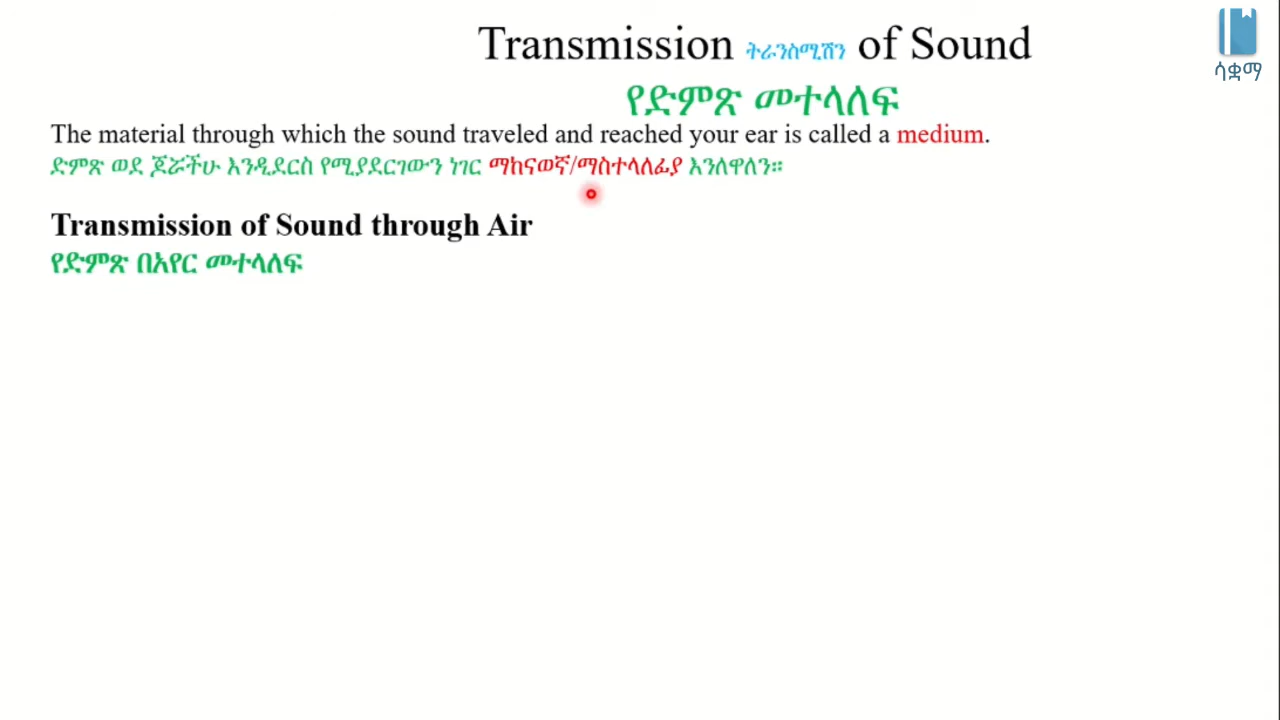 Transmission ትራንስሚሽን of Sound
የድምጽ መተላለፍ
The material through which the sound traveled and reached your ear is called a medium.
ድምጽ ወደ ጆሯችሁ እንዲደርስ የሚያደርገውን ነገር ማከናወኛ/ማስተላለፊያ እንለዋለን።
Transmission of Sound through Air
የድምጽ በአየር መተላለፍ
ሳቋማ